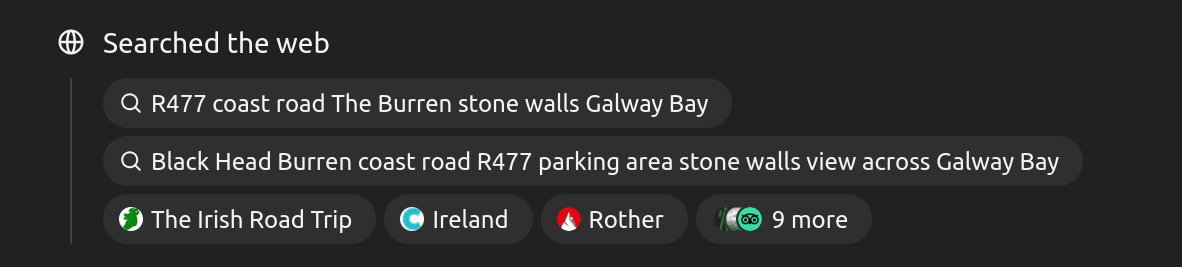 Searched the web
R477 coast road The Burren stone walls Galway Bay
Black Head Burren coast road R477 parking area stone walls view across Galway Bay
The Irish Road Trip Ireland Rother 9 more